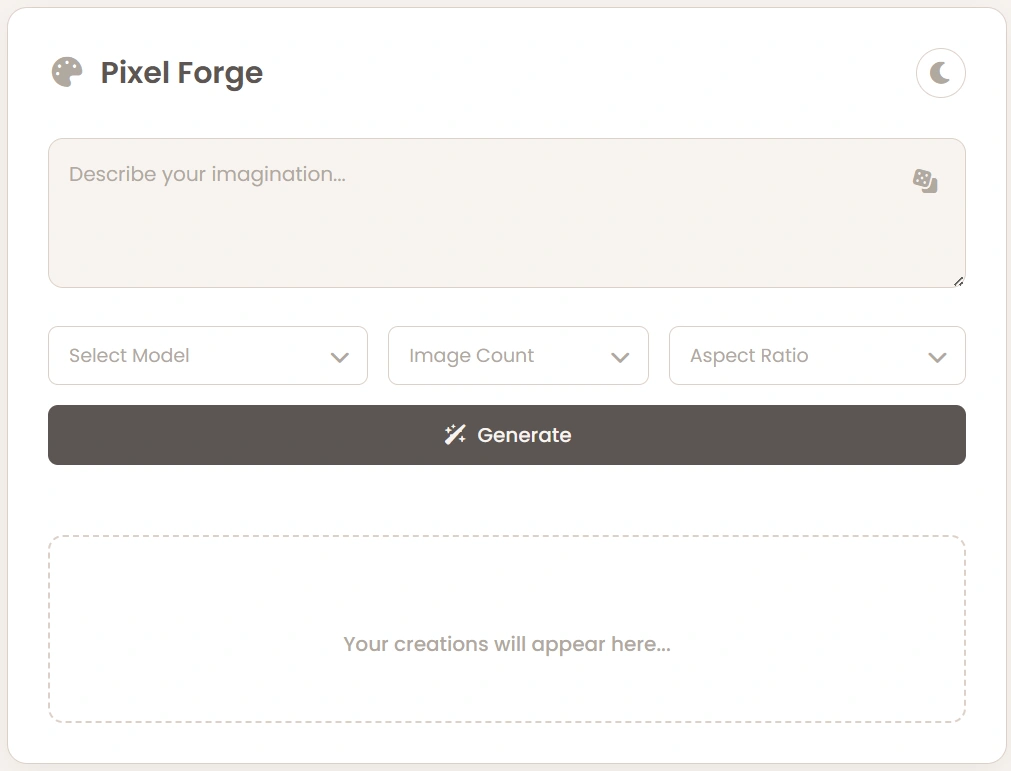 Pixel Forge
Describe your imagination...
Select Model
Image Count
Aspect Ratio
Generate
Your creations will appear here...